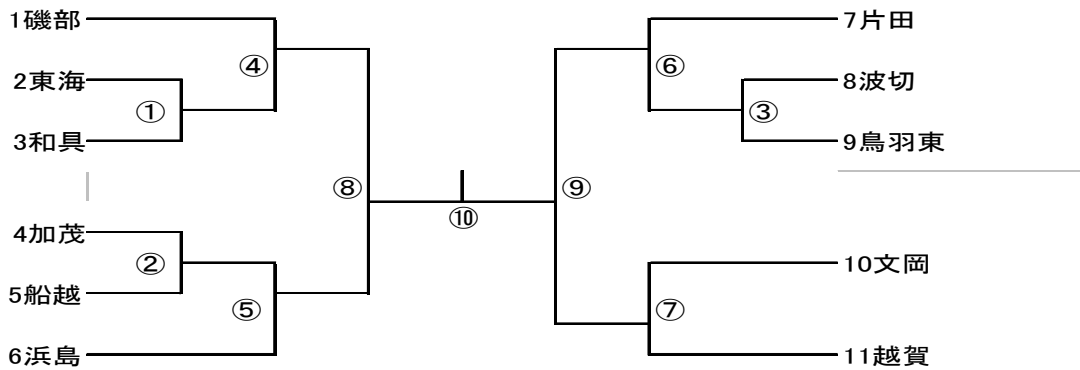 1磯部
2東海
3和具
4加茂
5船越
6浜島
①
②
④
⑤
⑧
⑩
⑨
⑥
③
⑦
7片田
8波切
9鳥羽東
10文岡
11越賀